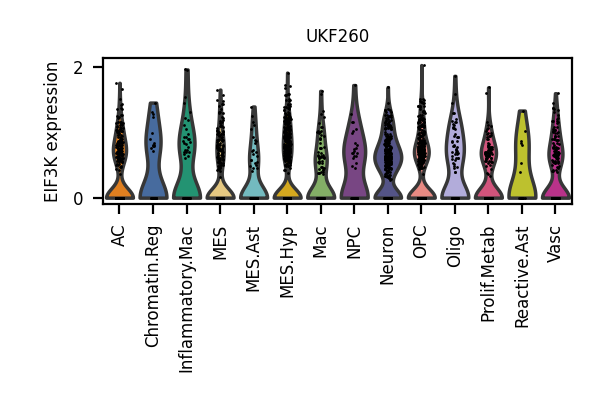 UKF260
EIF3K expression
2
0
AC
Chromatin.Reg
Inflammatory.Mac
MES
MES.Ast
MES.Hyp
Mac
NPC
Neuron
OPC
Oligo
Prolif.Metab
Reactive.Ast
Vasc